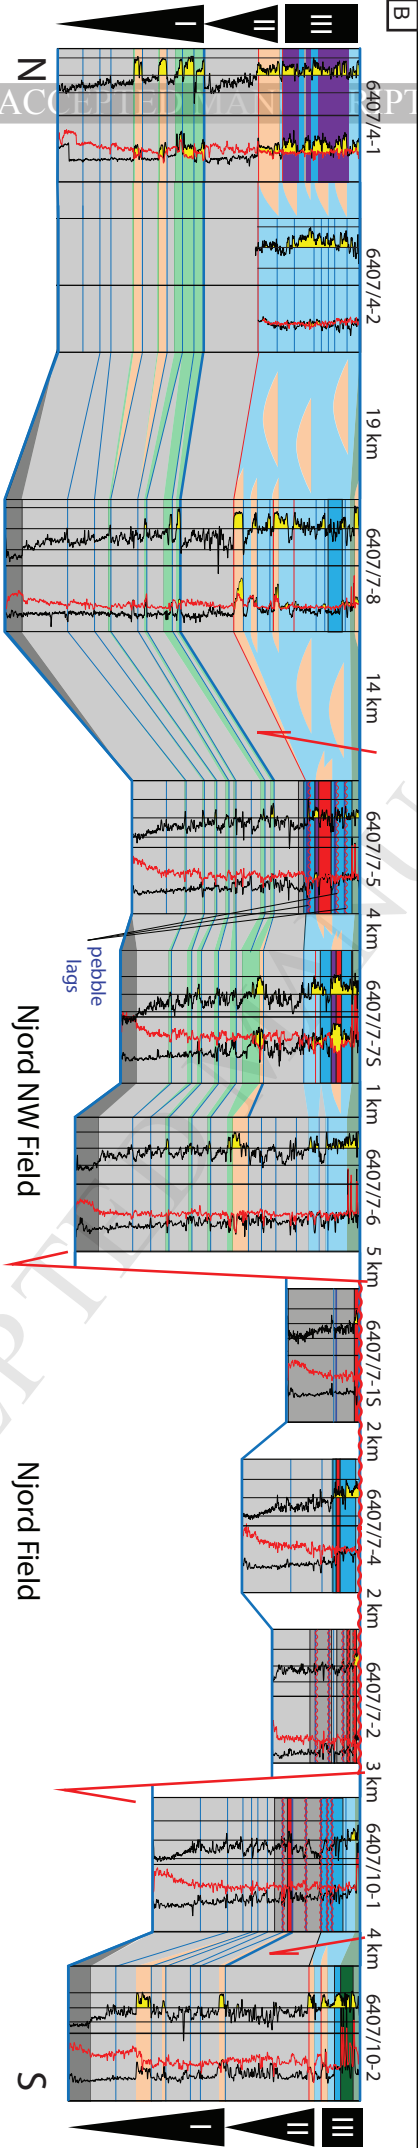 B
I
II
III
N
6407/4-1
6407/4-2
19 km
6407/7-8
14 km
6407/7-5
4 km
6407/7-7S
1 km
6407/7-6
5 km
6407/7-1S
2 km
6407/7-4
2 km
6407/7-2
3 km
6407/10-1
4 km
6407/10-2
pebble
lags
Njord NW Field
Njord Field
S
I
II
III
ACCEPTED MANUSCRIPT